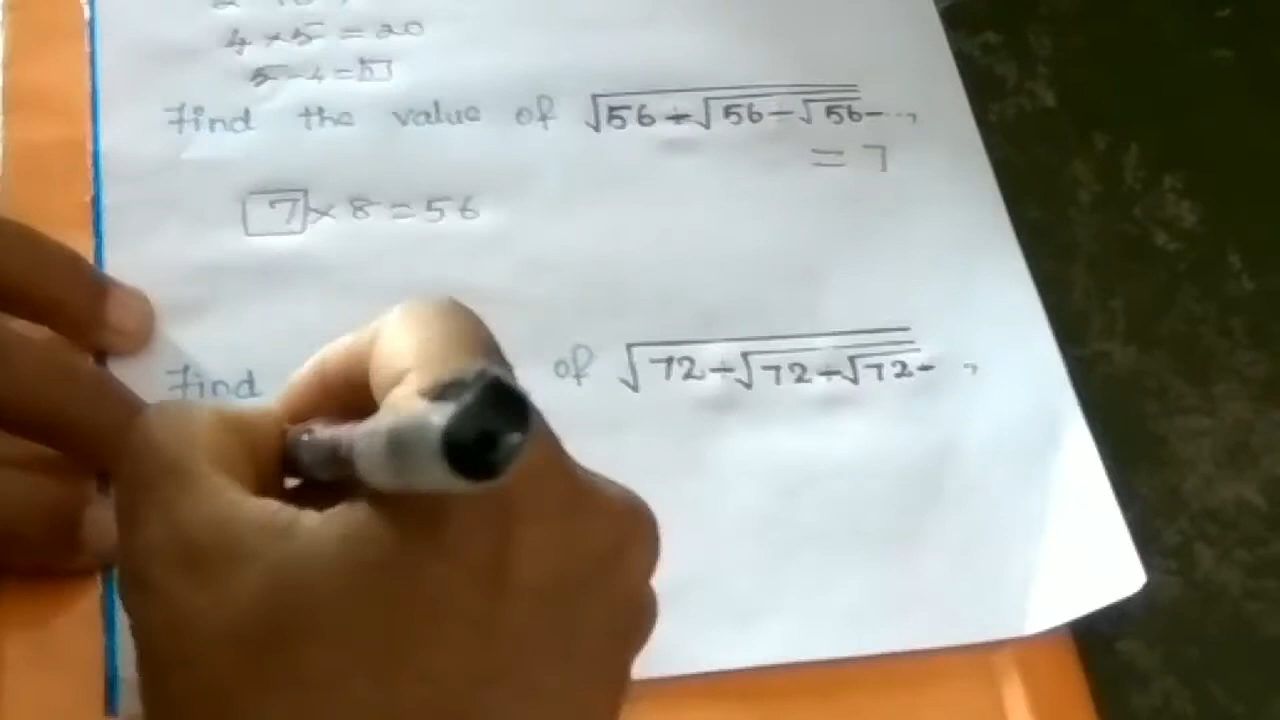 4 × 5 = 20
5 - 4 =
Find the value of √56-√56-√56-...,
= 7
7 × 8 = 56
Find of √72-√72-√72- ,